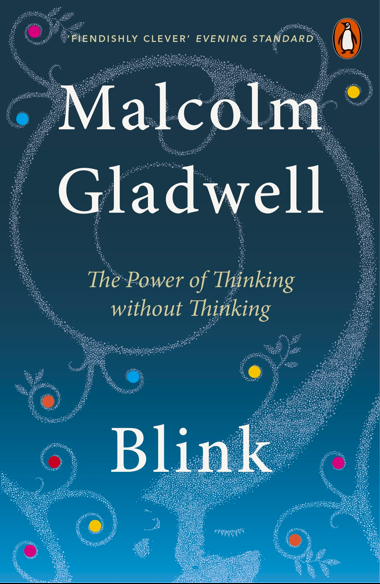 'FIENDISHLY CLEVER' EVENING STANDARD
Malcolm
Gladwell
The Power of Thinking
without Thinking
Blink